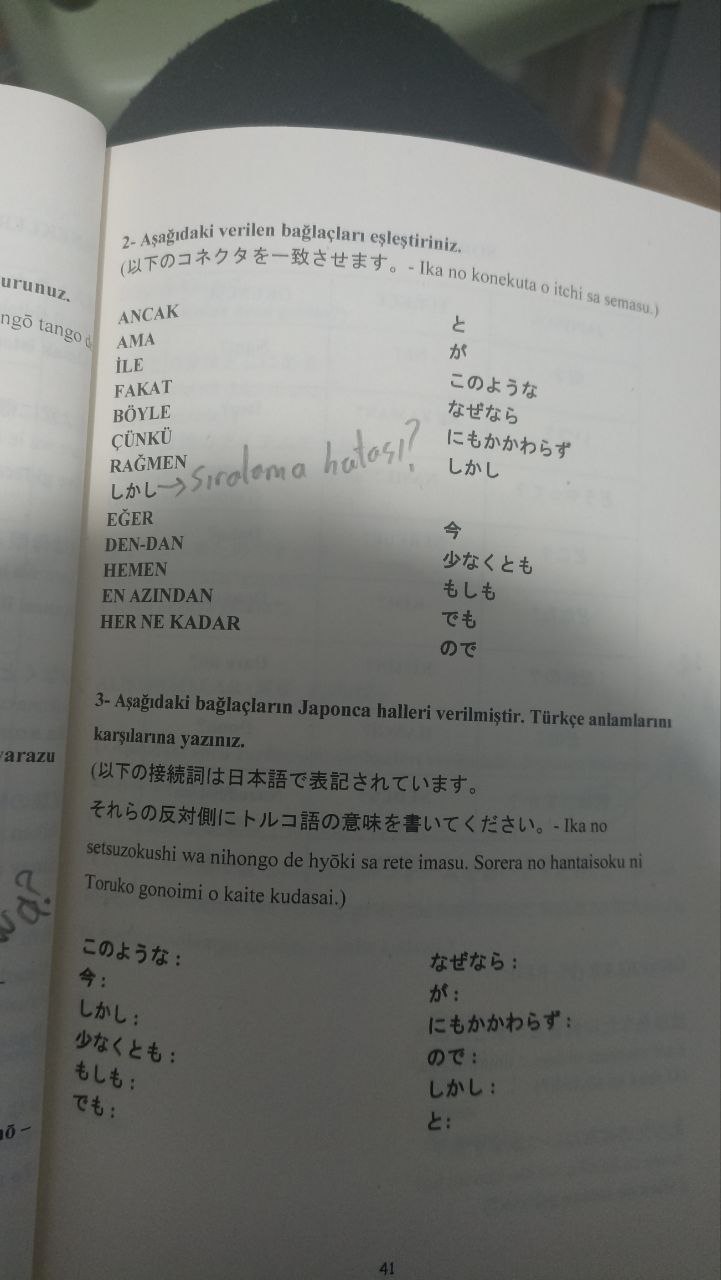 urunuz.
ngō tango d
varazu
2- Aşağıdaki verilen bağlaçları eşleştiriniz.
(以下のコネクタを一致させます。- Ika no konekuta o itchi sa semasu.)
ANCAK
AMA
İLE
FAKAT
BÖYLE
ÇÜNKÜ
RAĞMEN
しかし→sıralama hatası?
EĞER
DEN-DAN
HEMEN
EN AZINDAN
HER NE KADAR
と
が
このような
なぜなら
にもかかわらず
しかし
今
少なくとも
もしも
でも
ので
3- Aşağıdaki bağlaçların Japonca halleri verilmiştir. Türkçe anlamlarını
karşılarına yazınız.
(以下の接続詞は日本語で表記されています。
それらの反対側にトルコ語の意味を書いてください。- Ika no
setsuzokushi wa nihongo de hyōki sa rete imasu. Sorera no hantaisoku ni
Toruko gonoimi o kaite kudasai.)
このような :
今 :
しかし :
少なくとも :
もしも :
でも :
なぜなら :
が :
にもかかわらず :
ので :
しかし :
と:
41